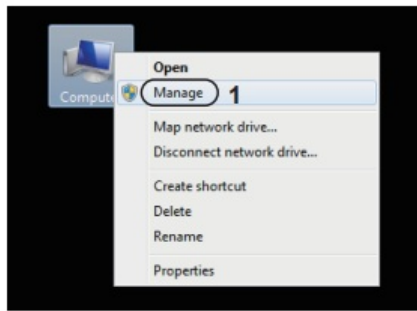 Open
Compute
Manage 1
Map network drive...
Disconnect network drive...
Create shortcut
Delete
Rename
Properties